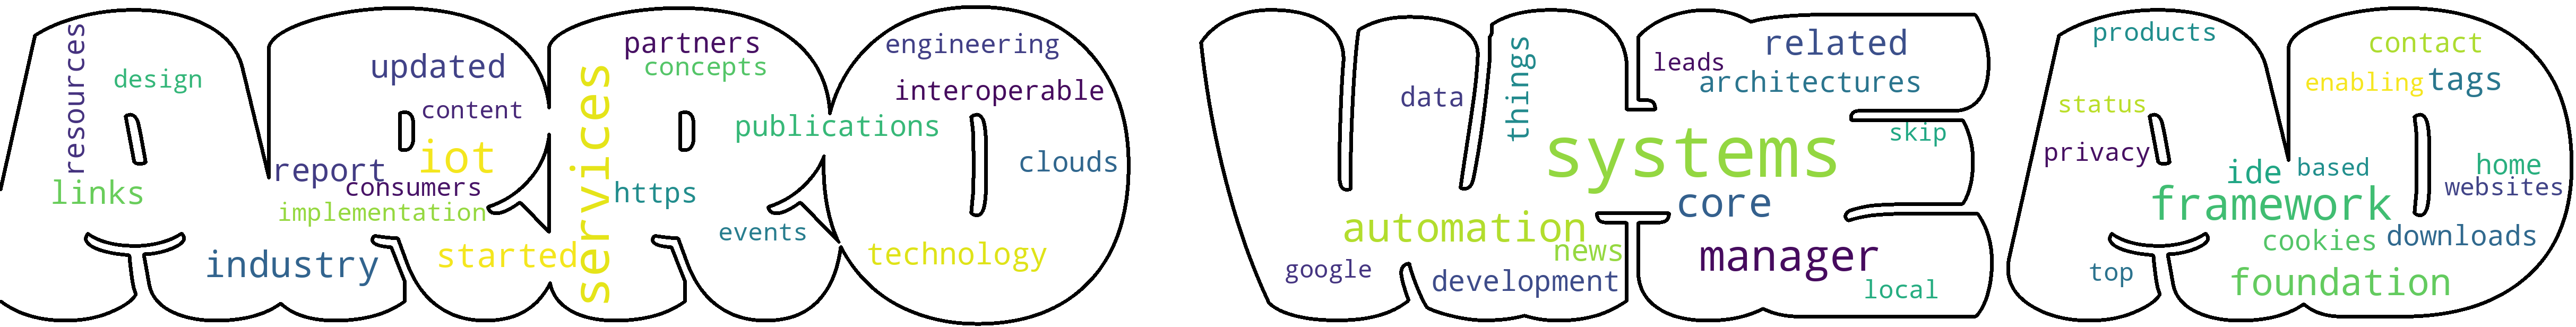 ARRO WEAD
resources
design
links
industry
updated
content
iot
report
consumers
implementation
started
services
partners
concepts
publications
https
events
engineering
interoperable
clouds
technology
data
things
automation
google
development
news
leads
related
architectures
skip
systems
core
manager
local
products
status
privacy
top
contact
enabling
tags
ide
based
home
websites
framework
cookies
downloads
foundation